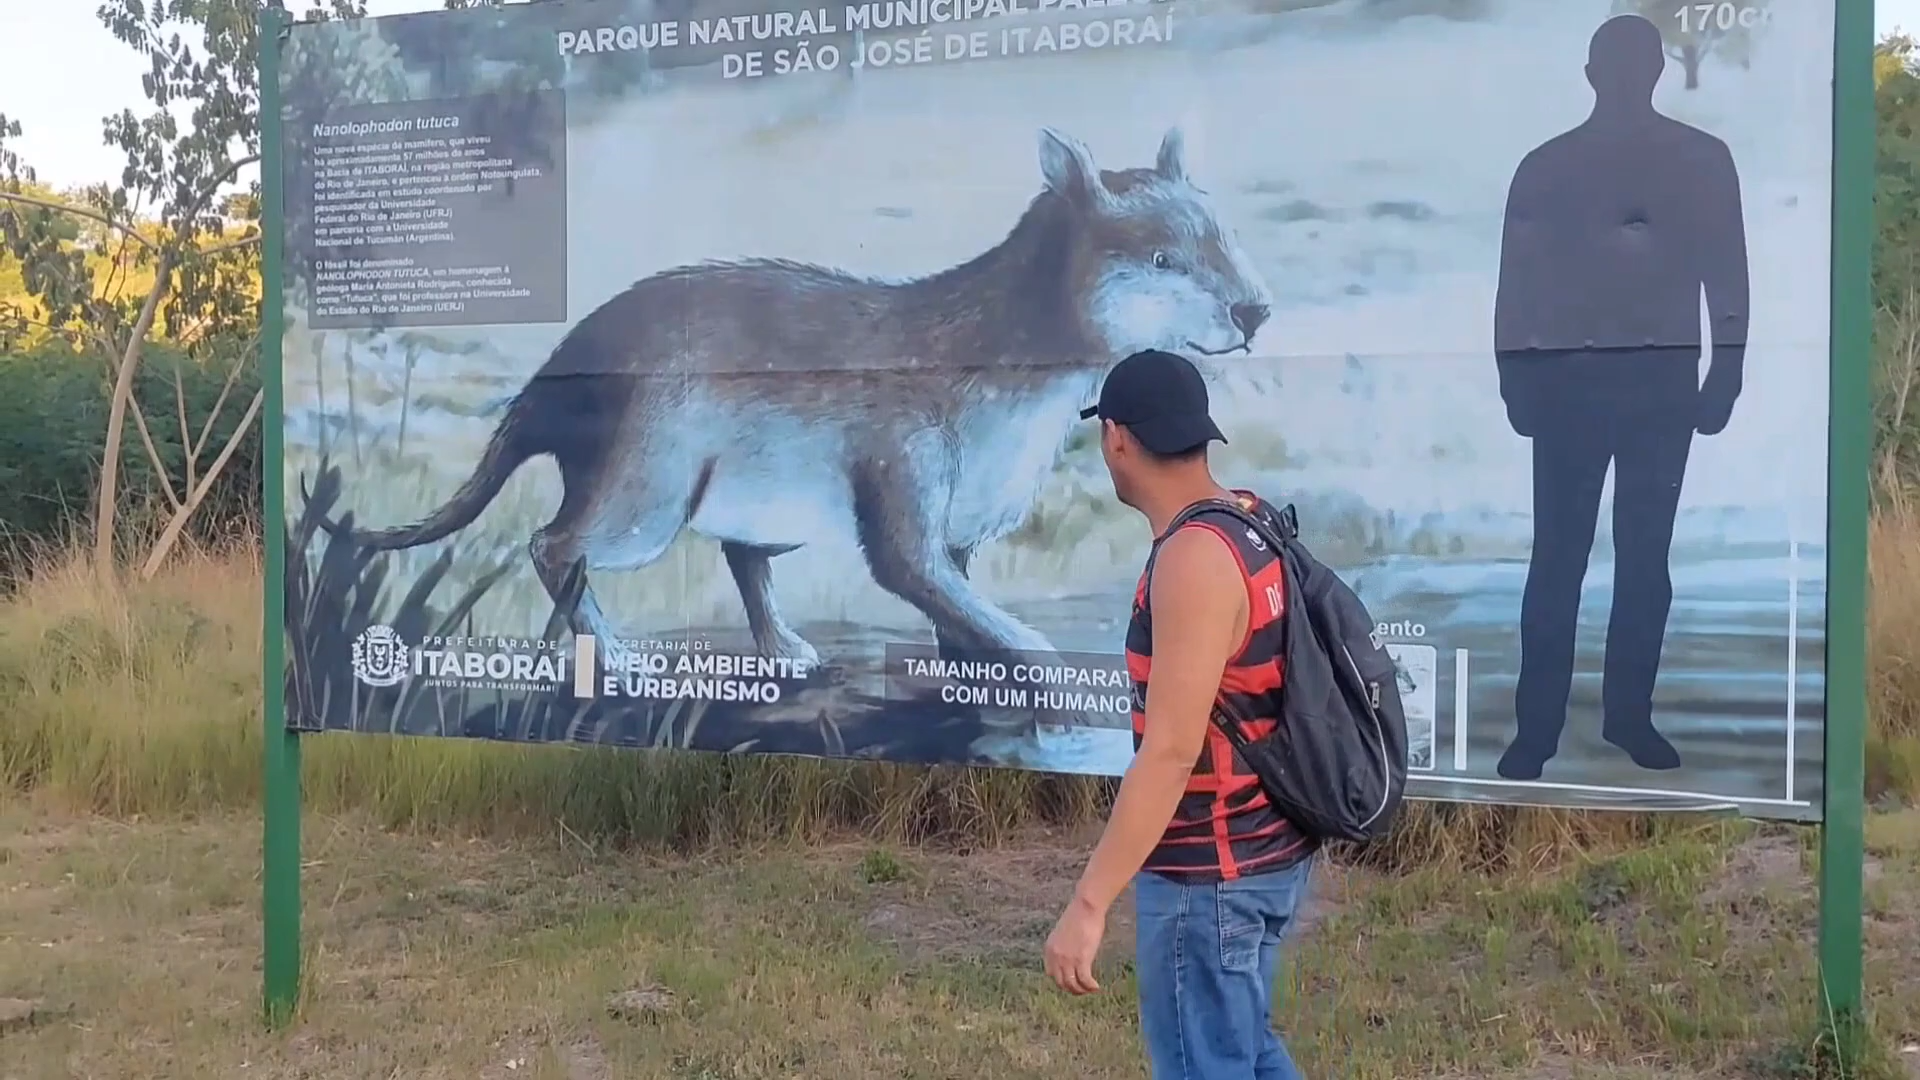 PARQUE NATURAL MUNICIPAL
DE SÃO JOSÉ DE ITABORAÍ
170c
Nanolophodon tutuca
Uma nova espécie de mamífero, que viveu
há aproximadamente 57 milhões de anos
na Bacia de ITABORAÍ, na região metropolitana
do Rio de Janeiro, e pertenceu à ordem Notoungulata,
foi identificada em estudo coordenado por
pesquisador da Universidade
Federal do Rio de Janeiro (UFRJ)
em parceria com a Universidade
Nacional de Tucumán (Argentina).
O fóssil foi denominado
NANOLOPHODON TUTUCA, em homenagem à
geóloga Maria Antonieta Rodrigues, conhecida
como "Tutuca", que foi professora na Universidade
do Estado do Rio de Janeiro (UERJ)
PREFEITURA DE
ITABORAÍ
JUNTOS PARA TRANSFORMAR!
ECRETARIA DE
MEIO AMBIENTE
E URBANISMO
TAMANHO COMPARAT
COM UM HUMANO
ento